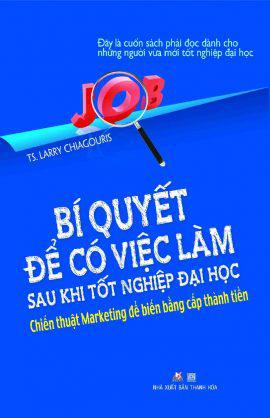 Đây là cuốn sách phải đọc dành cho
những người vừa mới tốt nghiệp đại học
JOB
TS. LARRY CHIAGOURIS
BÍ QUYẾT
ĐỂ CÓ VIỆC LÀM
SAU KHI TỐT NGHIỆP ĐẠI HỌC
Chiến thuật Marketing để biến bằng cấp thành tiền
NHÀ XUẤT BẢN THANH HÓA